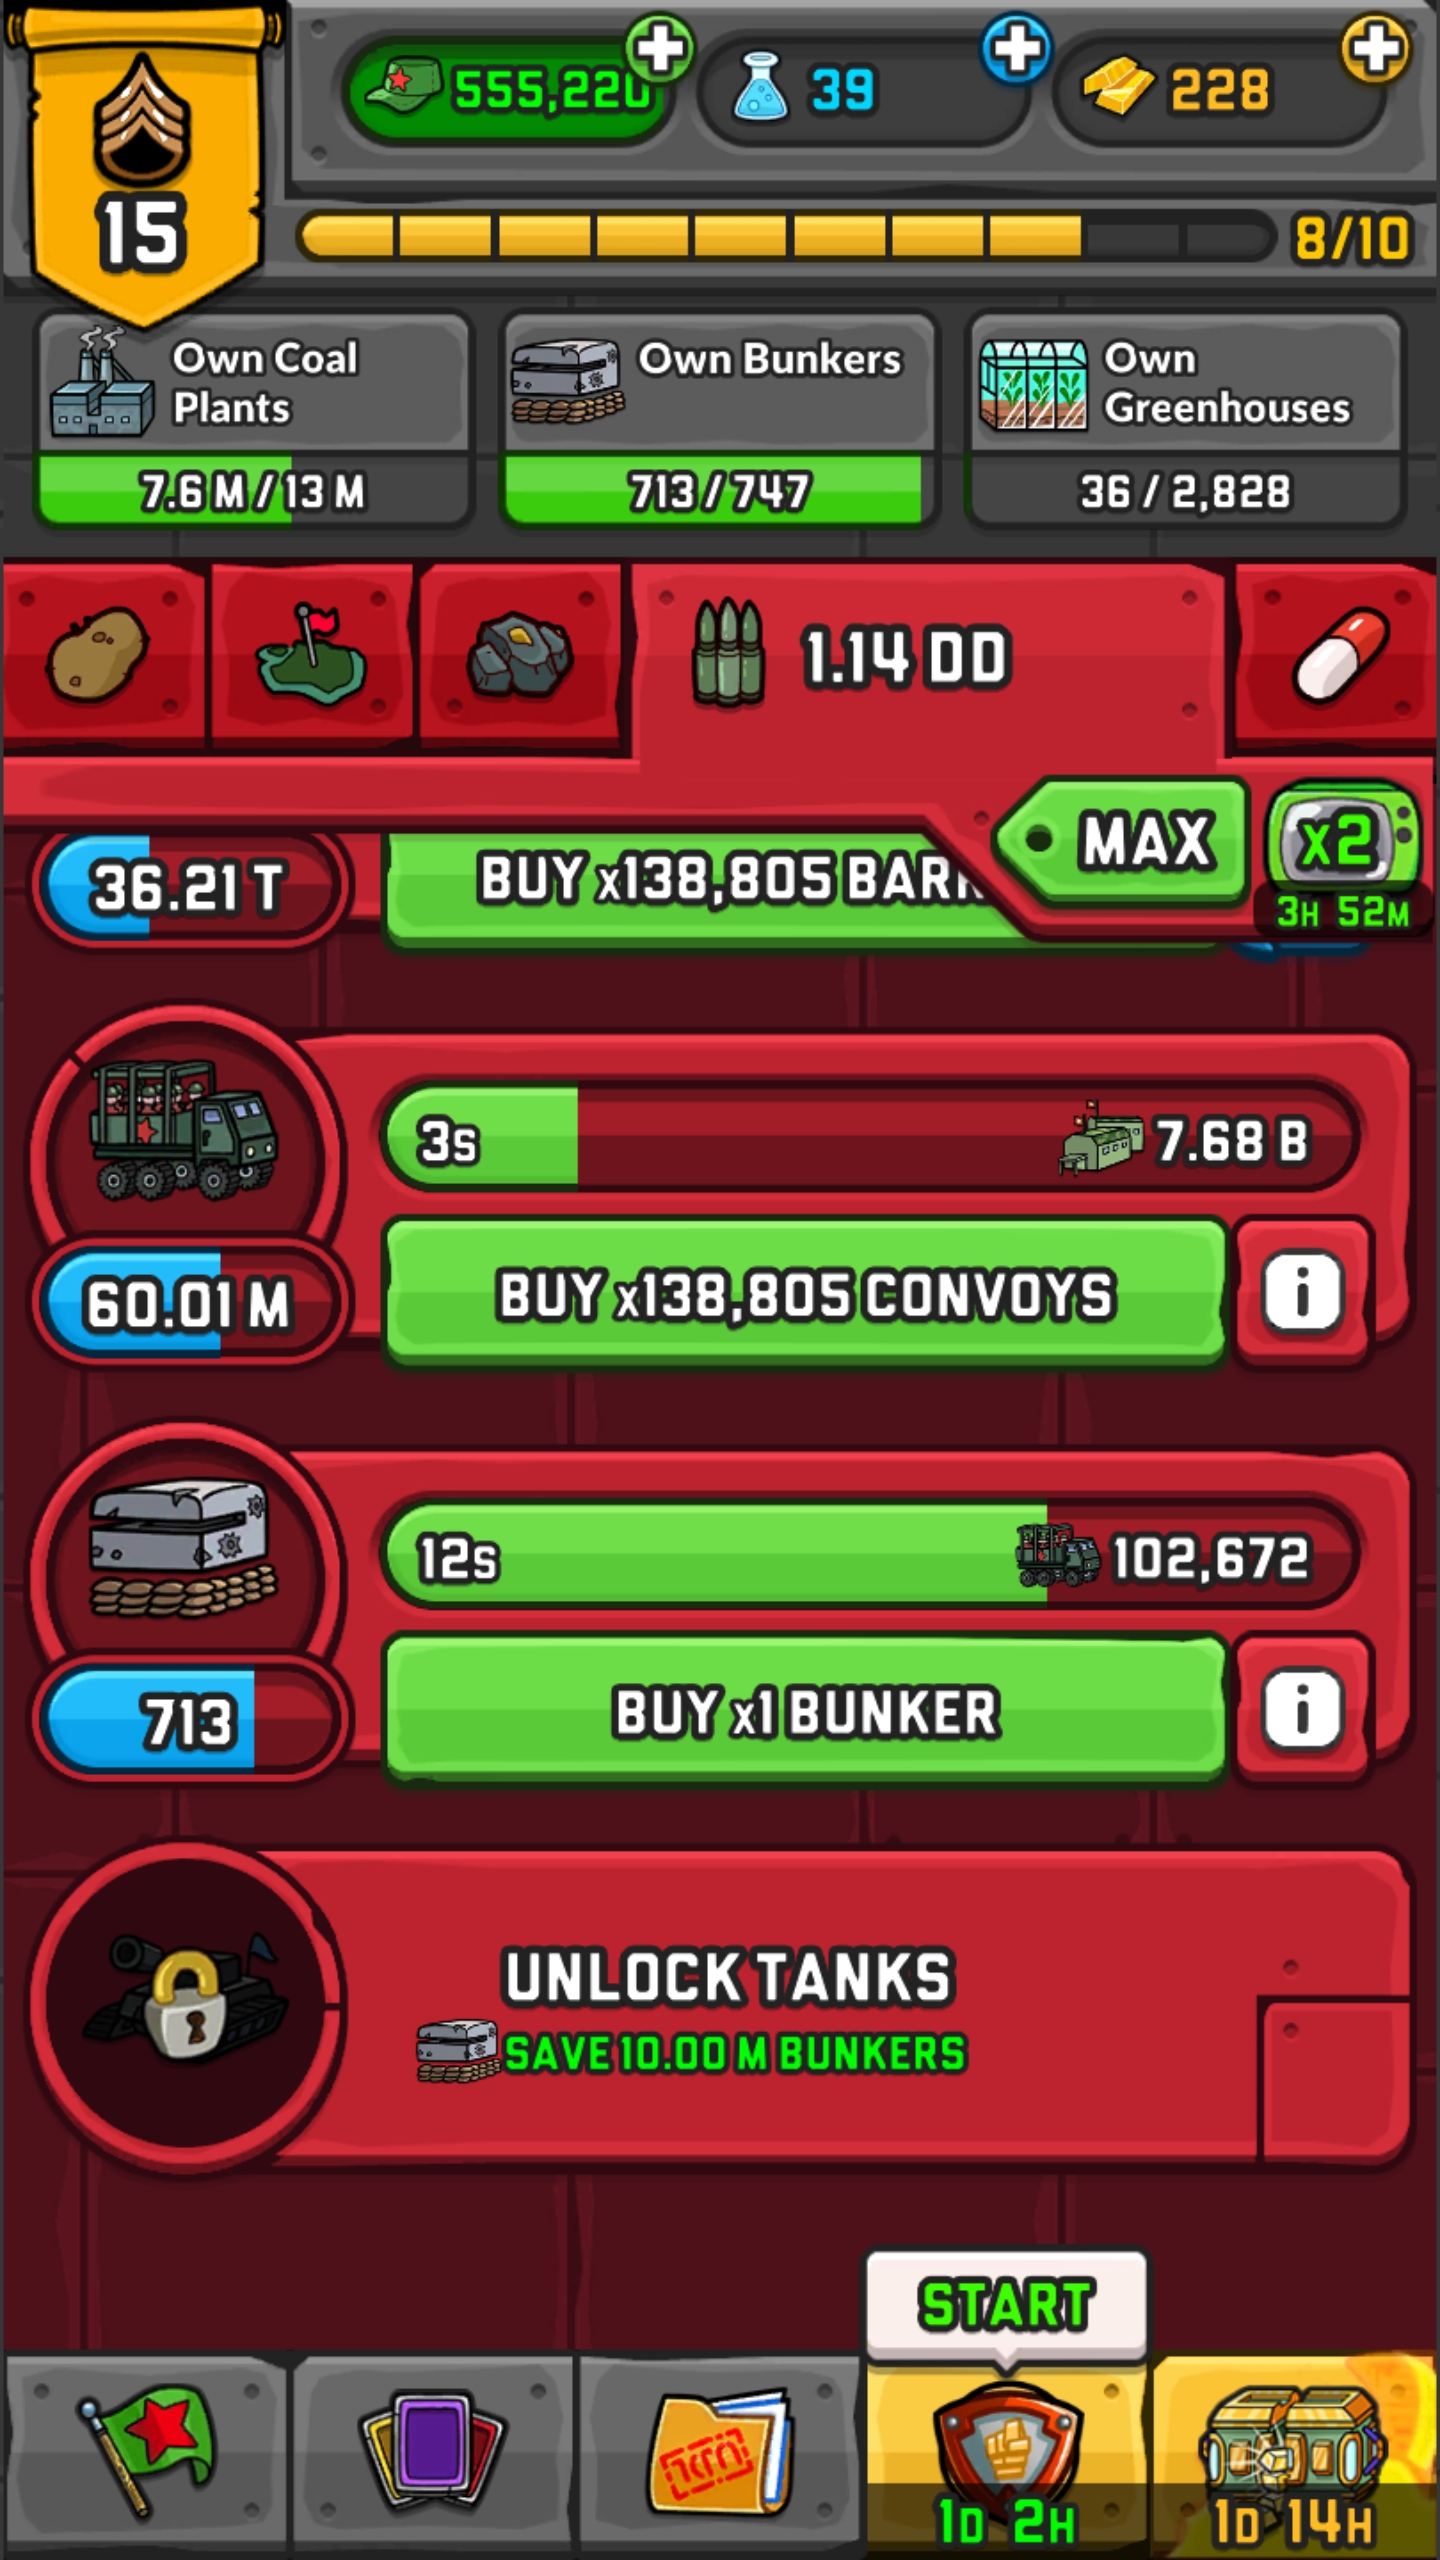 555,220
39
228
15
8/10
Own Coal
Plants
7.6 M / 13 M
Own Bunkers
713 / 747
Own
Greenhouses
36 / 2,828
1.14 DD
MAX
x2
3H 52M
36.21 T
BUY x138,805
3s
7.68 B
60.01 M
BUY x138,805 CONVOYS
i
12s
102,672
713
BUY x1 BUNKER
i
UNLOCK TANKS
SAVE 10.00 M BUNKERS
START
1D 2H
1D 14H